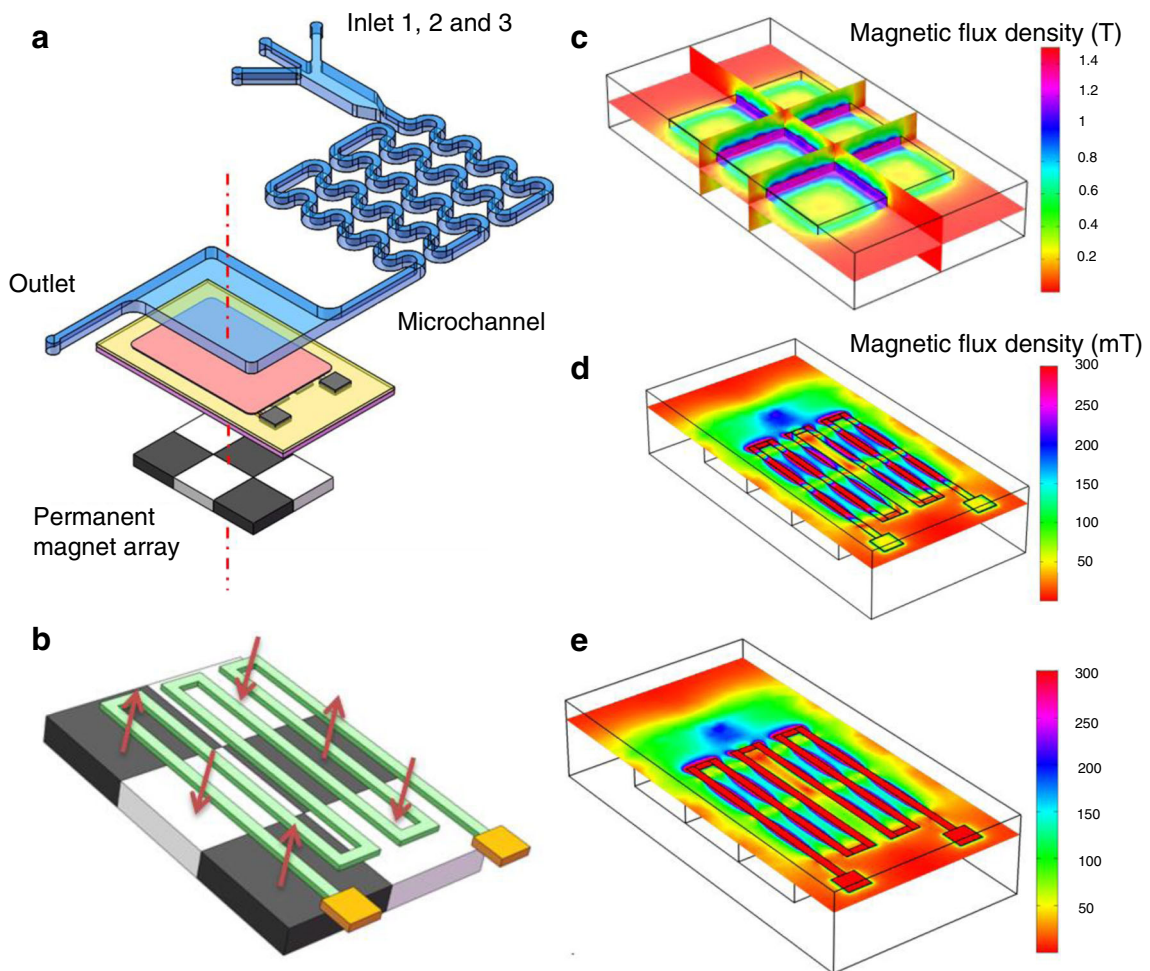 a
Inlet 1, 2 and 3
Outlet
Microchannel
Permanent
magnet array
b
c
Magnetic flux density (T)
1.4
1.2
1
0.8
0.6
0.4
0.2
d
Magnetic flux density (mT)
300
250
200
150
100
50
e
300
250
200
150
100
50